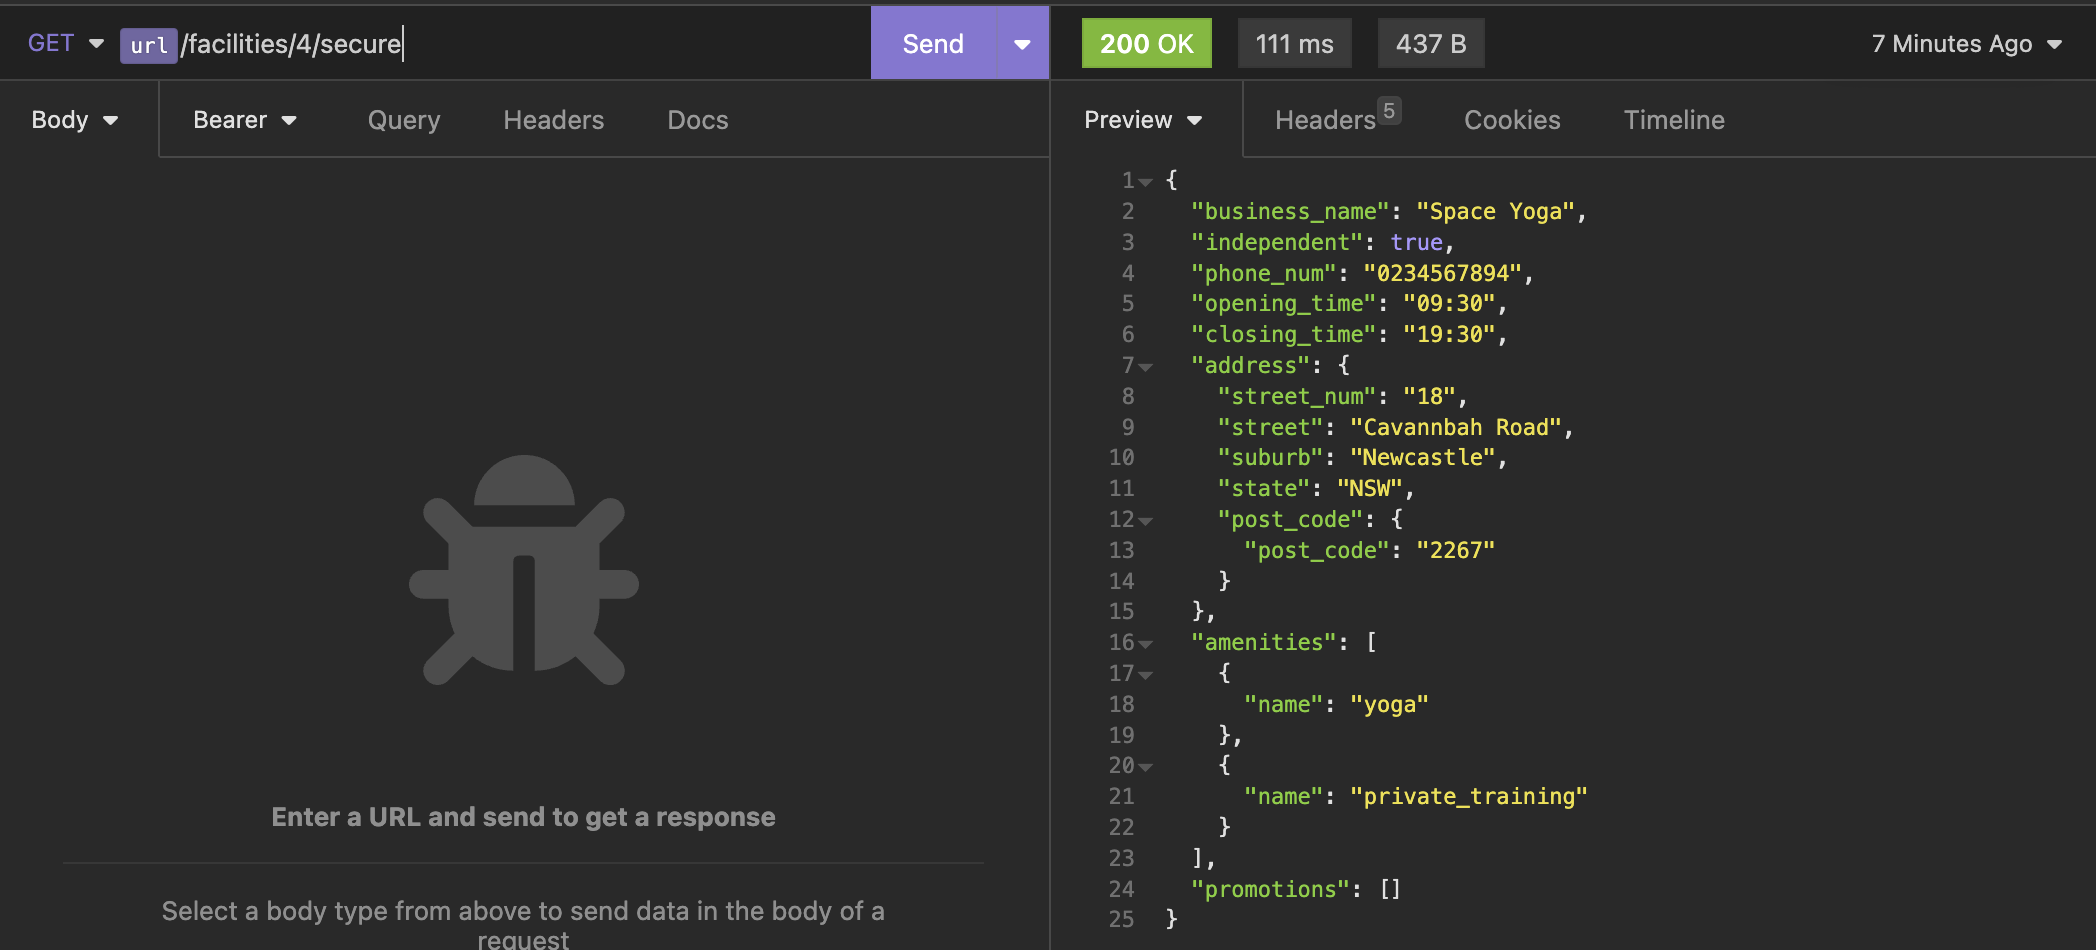 GET url/facilities/4/secure Send
200 OK 111 ms 437 B 7 Minutes Ago
Body Bearer Query Headers Docs
Preview Headers 5 Cookies Timeline
Enter a URL and send to get a response
Select a body type from above to send data in the body of a
request
1 {
2 "business_name": "Space Yoga",
3 "independent": true,
4 "phone_num": "0234567894",
5 "opening_time": "09:30",
6 "closing_time": "19:30",
7 "address": {
8 "street_num": "18",
9 "street": "Cavannbah Road",
10 "suburb": "Newcastle",
11 "state": "NSW",
12 "post_code": {
13 "post_code": "2267"
14 }
15 },
16 "amenities": [
17 {
18 "name": "yoga"
19 },
20 {
21 "name": "private_training"
22 }
23 ],
24 "promotions": []
25 }